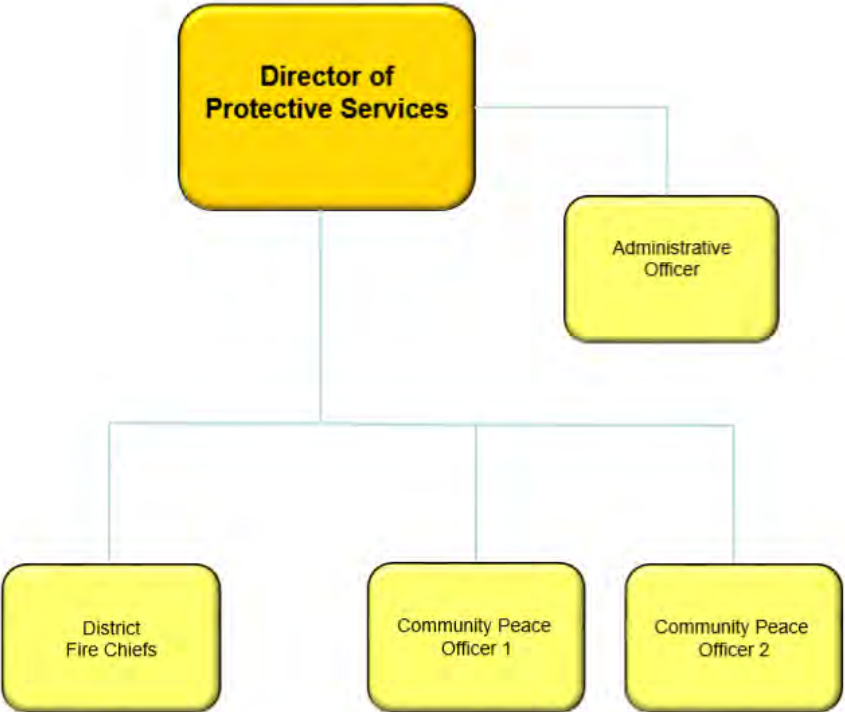 Director of
Protective Services
Administrative
Officer
District
Fire Chiefs
Community Peace
Officer 1
Community Peace
Officer 2